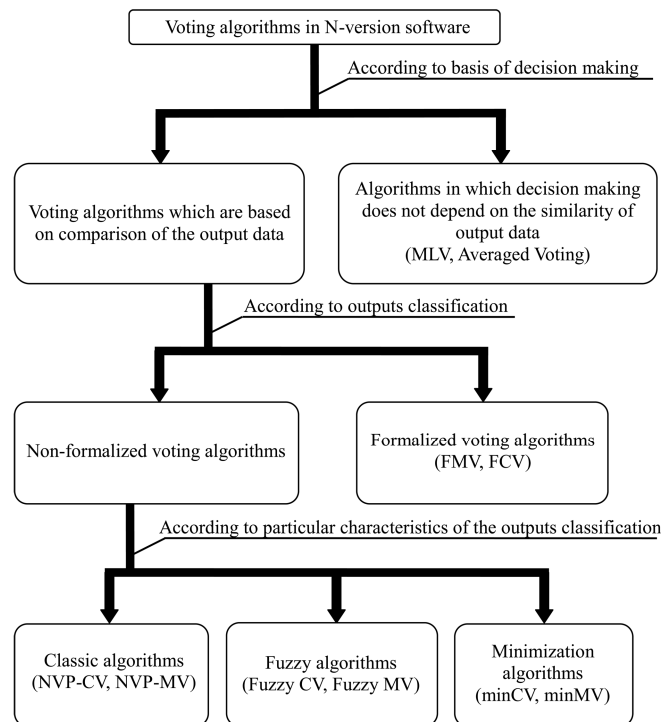 Voting algorithms in N-version software
According to basis of decision making
Voting algorithms which are based
on comparison of the output data
Algorithms in which decision making
does not depend on the similarity of
output data
(MLV, Averaged Voting)
According to outputs classification
Non-formalized voting algorithms
Formalized voting algorithms
(FMV, FCV)
According to particular characteristics of the outputs classification
Classic algorithms
(NVP-CV, NVP-MV)
Fuzzy algorithms
(Fuzzy CV, Fuzzy MV)
Minimization
algorithms
(minCV, minMV)